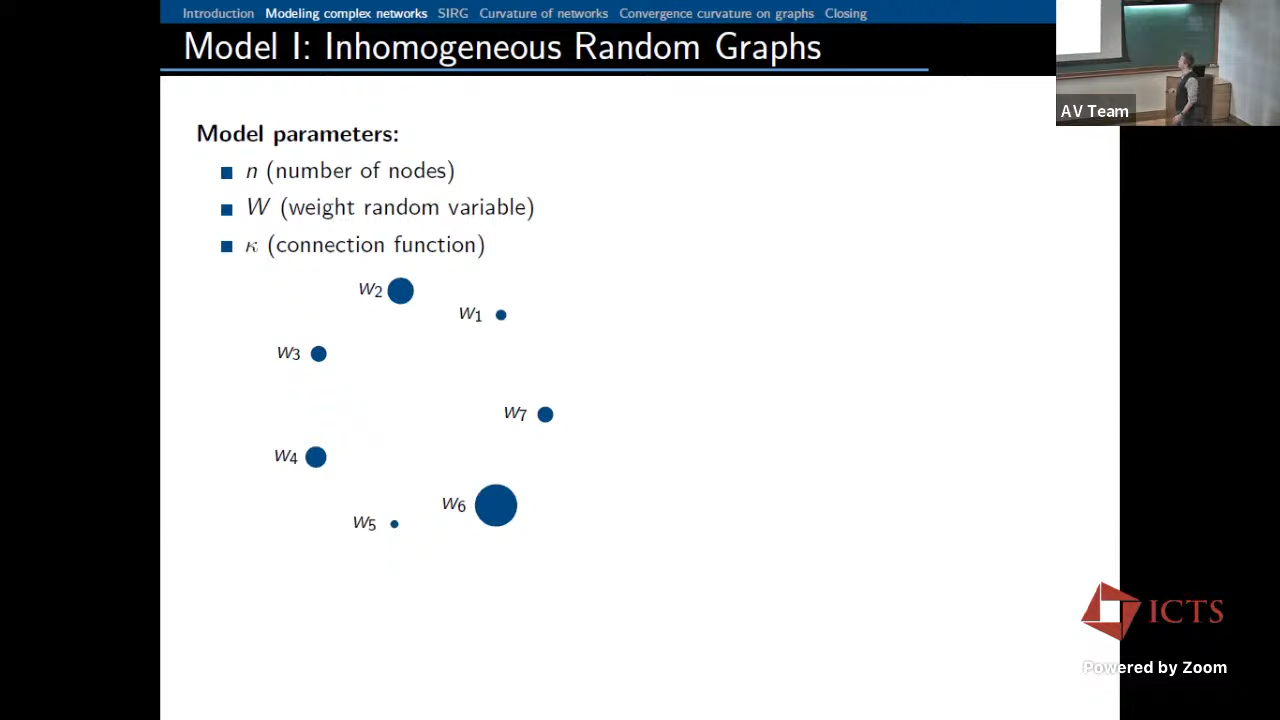 Introduction Modeling complex networks SIRG Curvature of networks Convergence curvature on graphs Closing
Model I: Inhomogeneous Random Graphs
AV Team
Model parameters:
n (number of nodes)
W (weight random variable)
κ (connection function)
w₂
w₁
w₃
w₇
w₄
w₆
w₅
ICTS
Powered by Zoom